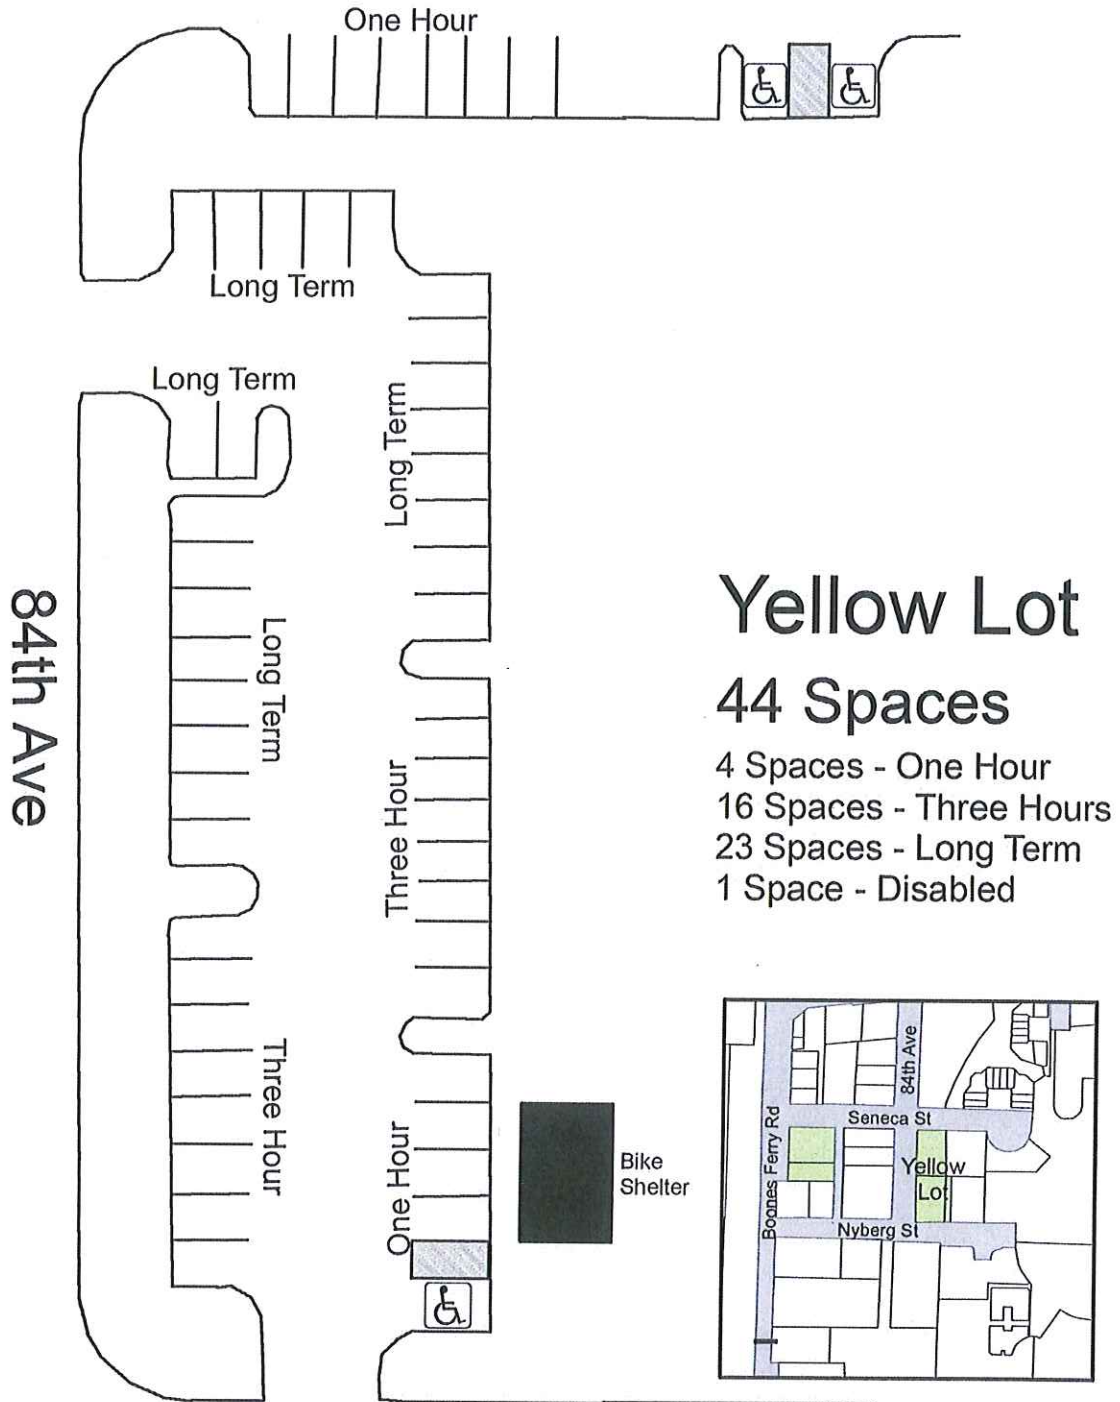 One Hour
Long Term
Long Term
Long Term
Long Term
84th Ave
Three Hour
Three Hour
One Hour
Bike
Shelter
Yellow Lot
44 Spaces
4 Spaces - One Hour
16 Spaces - Three Hours
23 Spaces - Long Term
1 Space - Disabled
84th Ave
Seneca St
Boones Ferry Rd
Yellow
Lot
Nyberg St